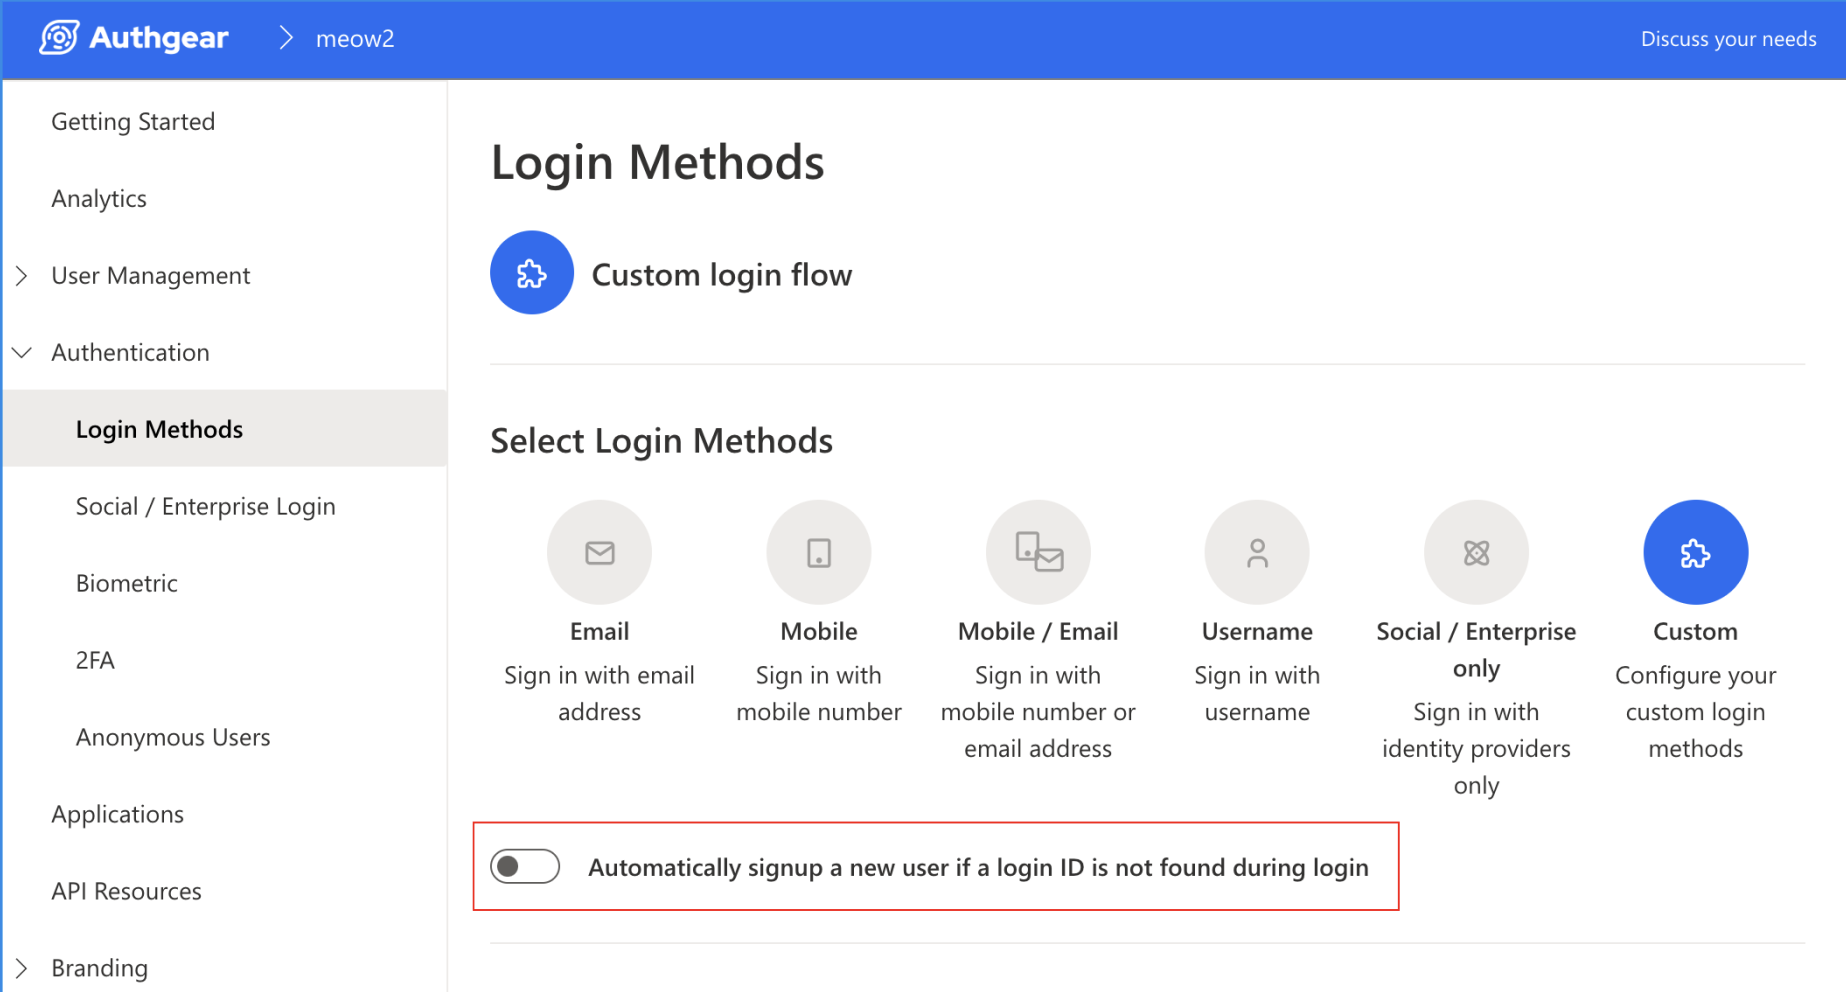 Authgear
meow2
Discuss your needs
Getting Started
Analytics
User Management
Authentication
Login Methods
Social / Enterprise Login
Biometric
2FA
Anonymous Users
Applications
API Resources
Branding
Login Methods
Custom login flow
Select Login Methods
Email
Sign in with email
address
Mobile
Sign in with
mobile number
Mobile / Email
Sign in with
mobile number or
email address
Username
Sign in with
username
Social / Enterprise
only
Sign in with
identity providers
only
Custom
Configure your
custom login
methods
Automatically signup a new user if a login ID is not found during login